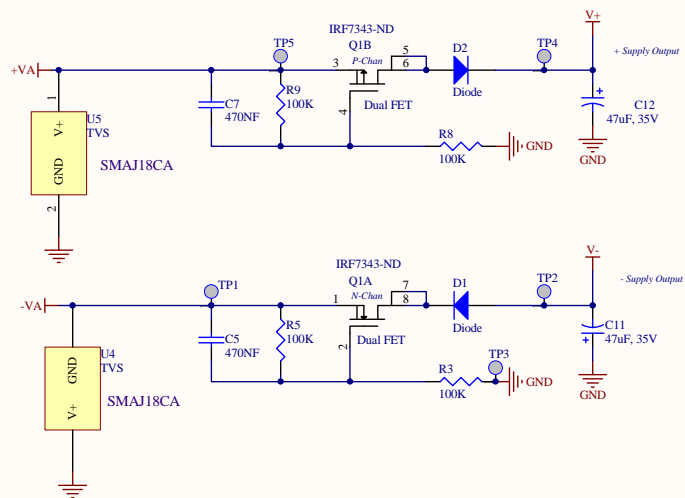 V+
IRF7343-ND
Q1B
P-Chan
TP5
D2
TP4
+ Supply Output
+VA
3
5
6
1
U5
TVS
V+
GND
2
SMAJ18CA
C7
470NF
R9
100K
4
Dual FET
Diode
R8
100K
GND
+
C12
47uF, 35V
GND
V-
IRF7343-ND
Q1A
N-Chan
TP1
D1
TP2
- Supply Output
-VA
1
7
8
U4
TVS
GND
V+
SMAJ18CA
C5
470NF
R5
100K
2
Dual FET
Diode
R3
100K
TP3
GND
C11
47uF, 35V
+
GND